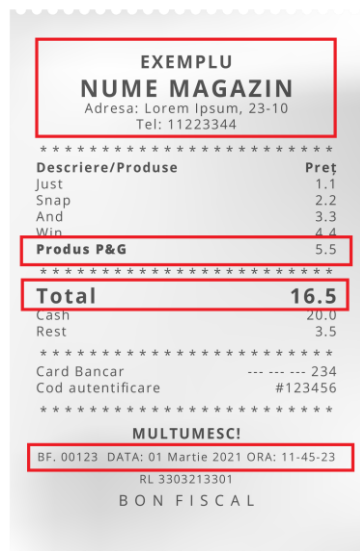 EXEMPLU
NUME MAGAZIN
Adresa: Lorem Ipsum, 23-10
Tel: 11223344
* * * * * * * * * * * * * * * * * * * * * * * *
Descriere/Produse Preț
Just 1.1
Snap 2.2
And 3.3
Win 4.4
Produs P&G 5.5
* * * * * * * * * * * * * * * * * * * * * * * *
Total 16.5
Cash 20.0
Rest 3.5
* * * * * * * * * * * * * * * * * * * * * * * *
Card Bancar --- --- --- 234
Cod autentificare #123456
* * * * * * * * * * * * * * * * * * * * * * * *
MULTUMESC!
BF. 00123 DATA: 01 Martie 2021 ORA: 11-45-23
RL 3303213301
BON FISCAL